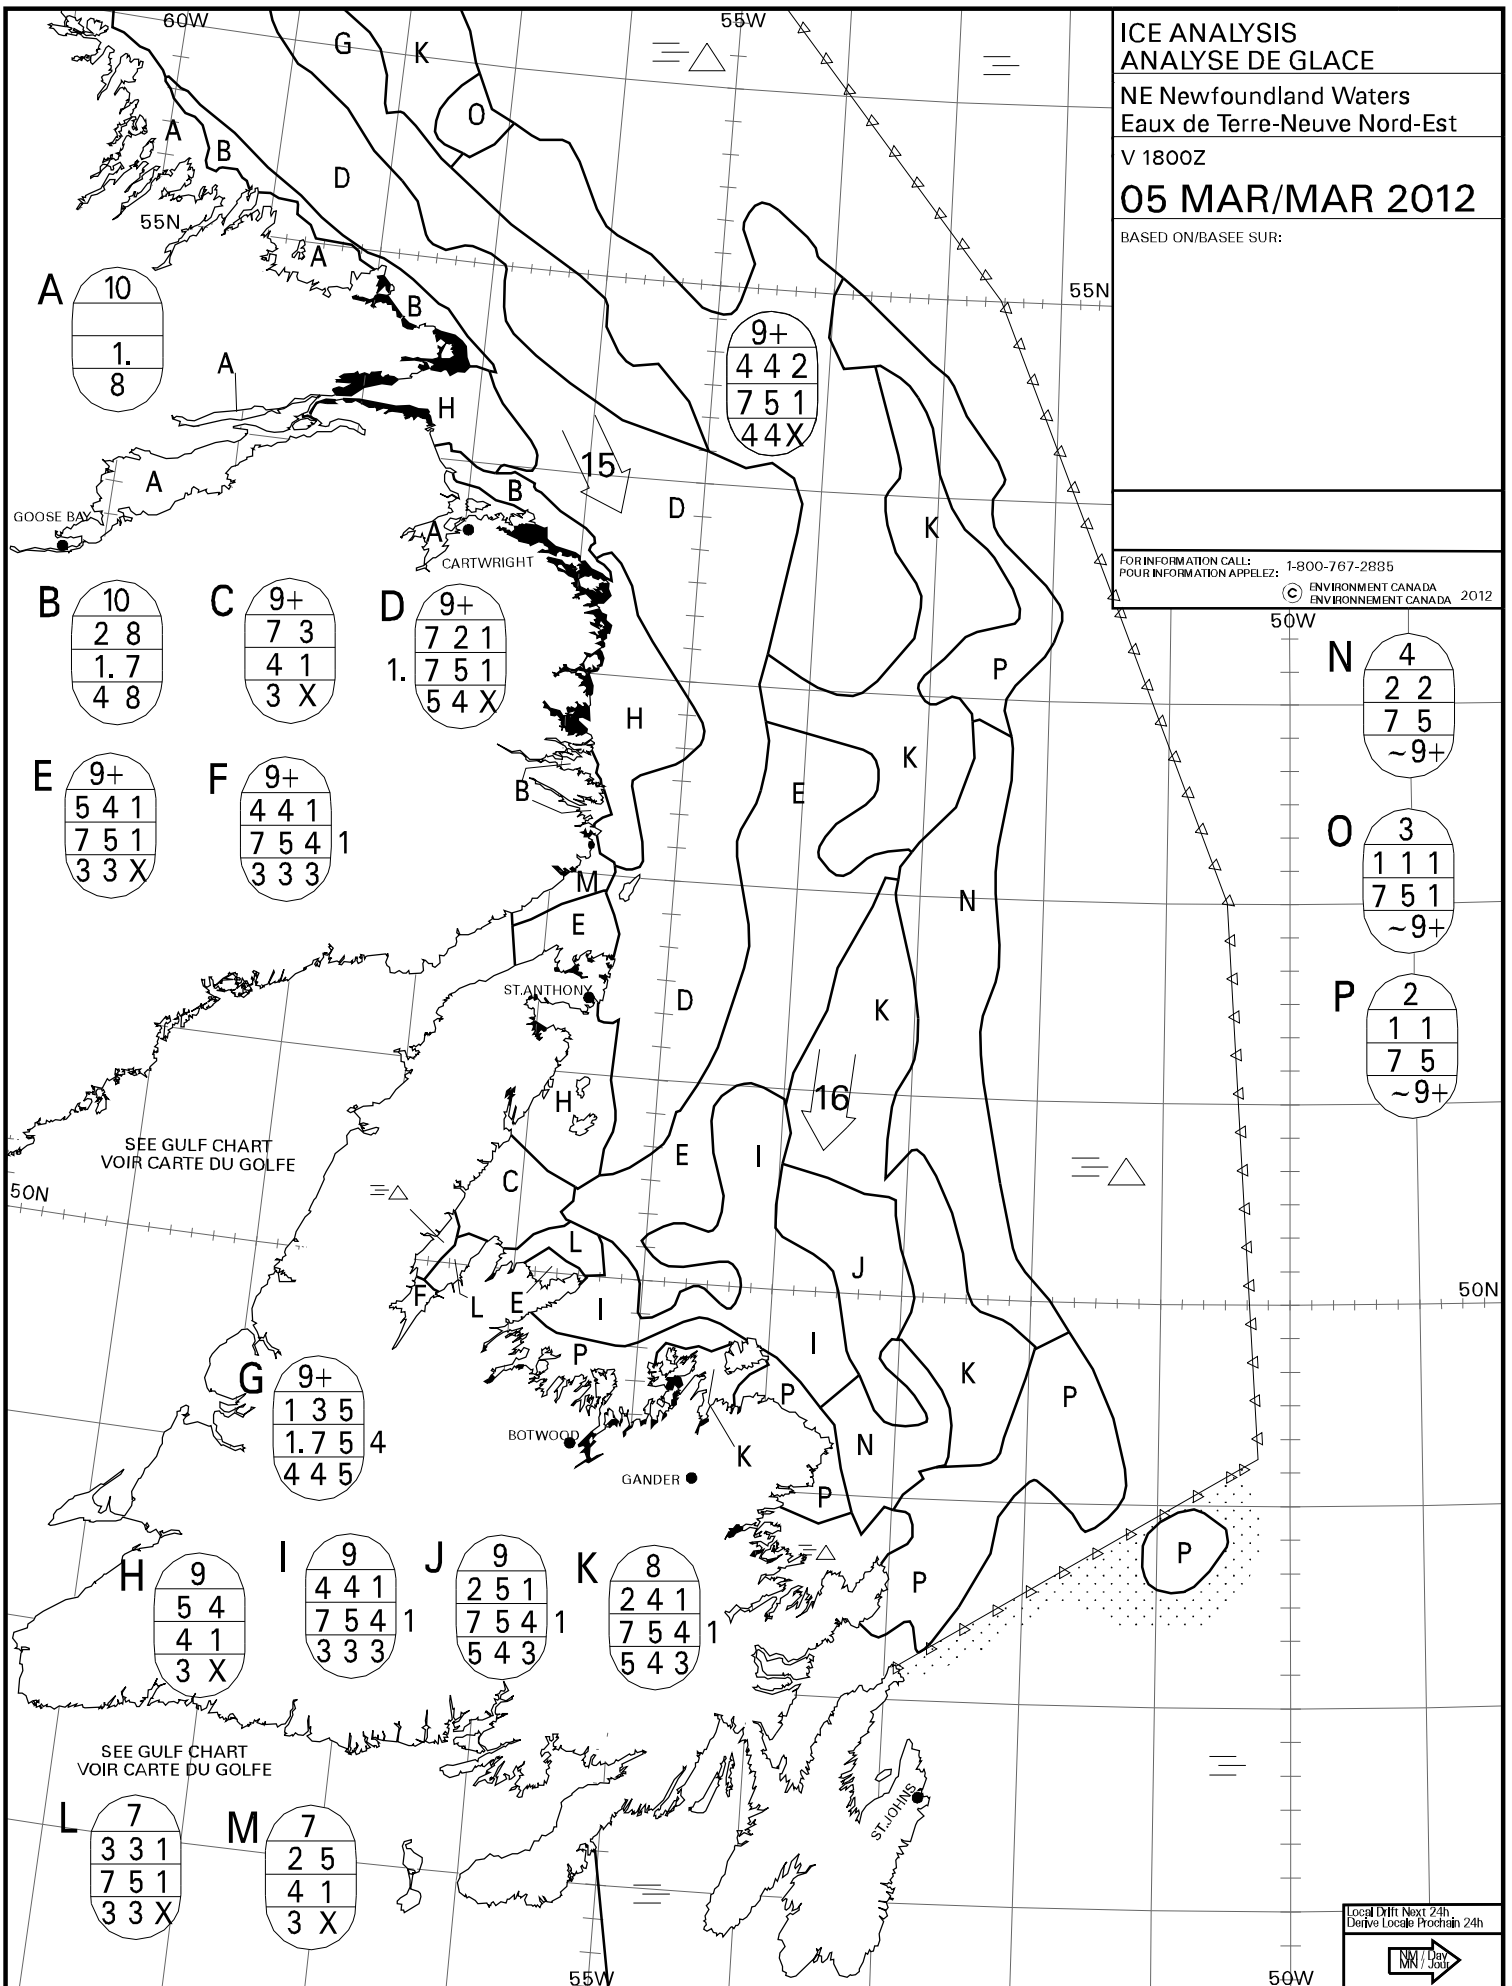 60W
55W
ICE ANALYSIS
ANALYSE DE GLACE
NE Newfoundland Waters
Eaux de Terre-Neuve Nord-Est
V 1800Z
05 MAR/MAR 2012
BASED ON/BASEE SUR:
G
K
O
A
B
D
55N
A
55N
B
A
10
1.
8
9+
4 4 2
7 5 1
4 4 X
A
H
15
A
B
D
GOOSE BAY
A
CARTWRIGHT
K
FOR INFORMATION CALL:
POUR INFORMATION APPELEZ:
1-800-767-2885
© ENVIRONMENT CANADA
ENVIRONNEMENT CANADA 2012
50W
B
10
2 8
1. 7
4 8
C
9+
7 3
4 1
3 X
D
9+
7 2 1
1. 7 5 1
5 4 X
N
4
2 2
7 5
~9+
P
H
K
E
B
E
9+
5 4 1
7 5 1
3 3 X
F
9+
4 4 1
7 5 4 1
3 3 3
O
3
1 1 1
7 5 1
~9+
M
E
N
ST.ANTHONY
D
K
P
2
1 1
7 5
~9+
H
16
SEE GULF CHART
VOIR CARTE DU GOLFE
E
I
C
50N
L
J
F
L
E
I
50N
I
P
K
P
P
G
9+
1 3 5
1. 7 5 4
4 4 5
BOTWOOD
K
N
GANDER
P
P
P
H
9
5 4
4 1
3 X
I
9
4 4 1
7 5 4 1
3 3 3
J
9
2 5 1
7 5 4 1
5 4 3
K
8
2 4 1
7 5 4 1
5 4 3
SEE GULF CHART
VOIR CARTE DU GOLFE
ST.JOHNS
L
7
3 3 1
7 5 1
3 3 X
M
7
2 5
4 1
3 X
Local Drift Next 24h
Derive Locale Prochain 24h
NM / Day
MN / Jour
55W
50W